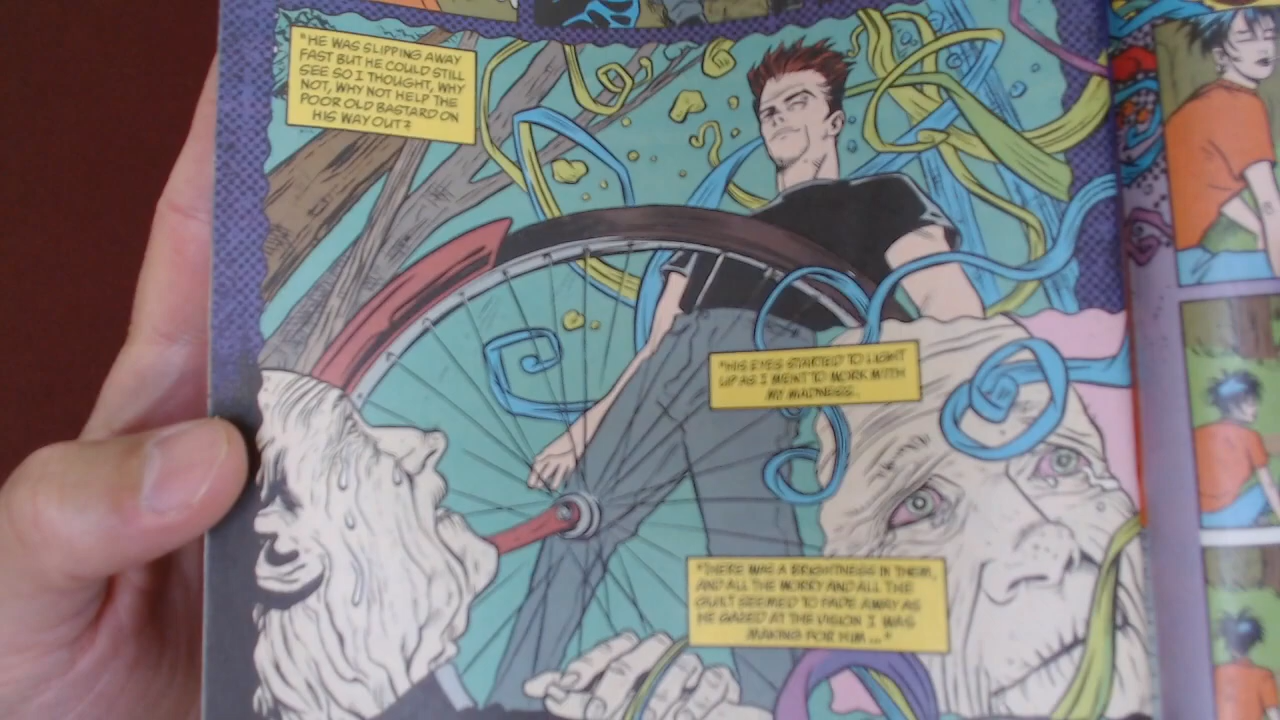 "HE WAS SLIPPING AWAY
FAST BUT HE COULD STILL
SEE SO I THOUGHT, WHY
NOT, WHY NOT HELP THE
POOR OLD BASTARD ON
HIS WAY OUT?
"HIS EYES STARTED TO LIGHT
UP AS I WENT TO WORK WITH
MY MADNESS.
"THERE WAS A BRIGHTNESS IN THEM,
AND ALL THE WORRY AND ALL THE
GUILT SEEMED TO FADE AWAY AS
HE GAZED AT THE VISION I WAS
MAKING FOR HIM..."